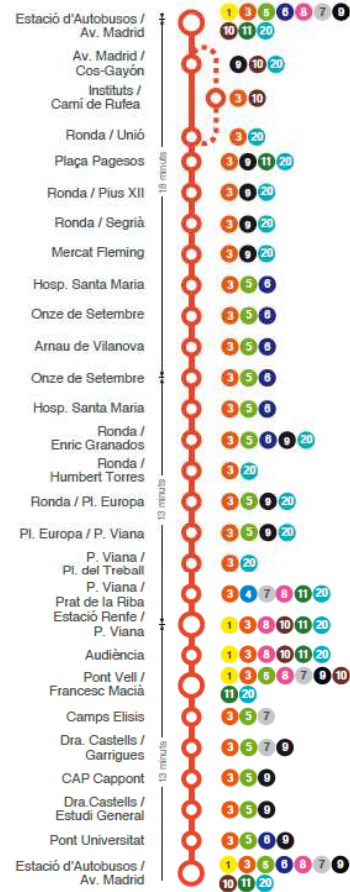 Estació d'Autobusos / 1 3 5 6 8 7 9
Av. Madrid 10 11 20
Av. Madrid /
Cos-Gayón 9 10 20
Instituts /
Camí de Rufea 3 10
Ronda / Unió 3 20
Plaça Pagesos 3 9 11 20
18 minuts
Ronda / Pius XII 3 9 20
Ronda / Segrià 3 9 20
Mercat Fleming 3 9 20
Hosp. Santa Maria 3 5 6
Onze de Setembre 3 5 6
Arnau de Vilanova 3 5 6
Onze de Setembre 3 5 6
Hosp. Santa Maria 3 5 6
Ronda /
Enric Granados 3 5 6 9 20
Ronda /
Humbert Torres 3 20
13 minuts
Ronda / Pl. Europa 3 5 9 20
Pl. Europa / P. Viana 3 5 9 20
P. Viana /
Pl. del Treball 3 20
P. Viana /
Prat de la Riba 3 4 7 8 11 20
Estació Renfe /
P. Viana 1 3 8 10 11 20
Audiència 1 3 8 10 11 20
Pont Vell / 1 3 5 8 7 9 10
Francesc Macià 11 20
Camps Elisis 3 5 7
Dra. Castells /
Garrigues 3 5 7 9
13 minuts
CAP Cappont 3 5 9
Dra.Castells /
Estudi General 3 5 9
Pont Universitat 3 5 6 9
Estació d'Autobusos / 1 3 5 6 8 7 9
Av. Madrid 10 11 20